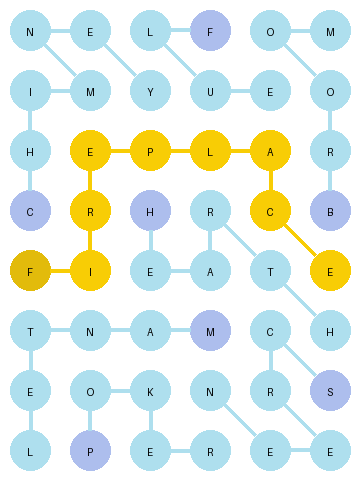 N E L F O M
I M Y U E O
H E P L A R
C R H R C B
F I E A T E
T N A M C H
E O K N R S
L P E R E E